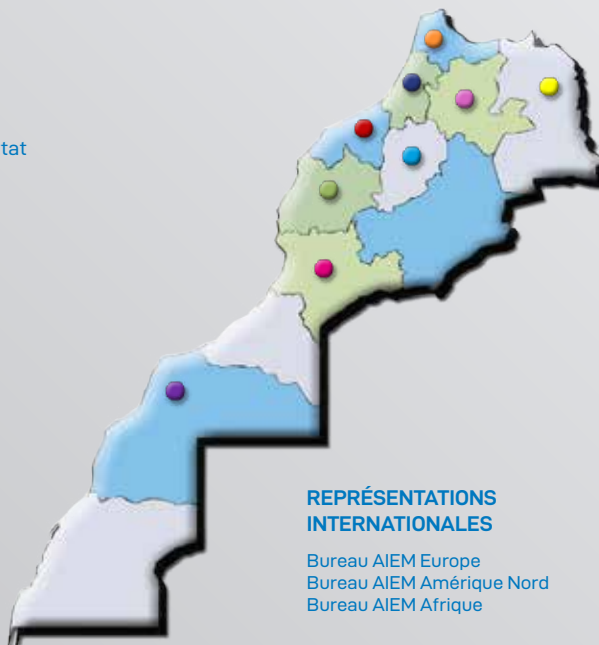 tat
REPRÉSENTATIONS
INTERNATIONALES
Bureau AIEM Europe
Bureau AIEM Amérique Nord
Bureau AIEM Afrique